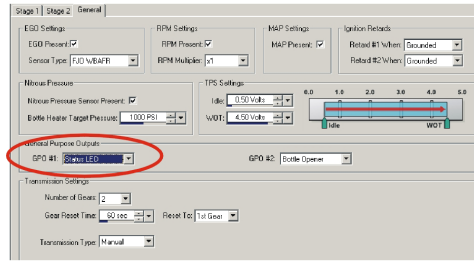 Stage 1 Stage 2 General
EGO Settings RPM Settings MAP Settings Ignition Retards
EGO Present: RPM Present: MAP Present: Retard #1 When: Grounded
Sensor Type: FJO WBAFR RPM Multiplier: x1 Retard #2 When: Grounded
Nitrous Pressure TPS Settings
Nitrous Pressure Sensor Present: Idle: 0.50 Volts 0.0 1.0 2.0 3.0 4.0 5.0
Bottle Heater Target Pressure: 1000 PSI WOT: 4.50 Volts Idle WOT
General Purpose Outputs
GPO #1: Status LED GPO #2: Bottle Opener
Transmission Settings
Number of Gears: 2
Gear Reset Time: 60 sec Reset To: 1st Gear
Transmission Type: Manual